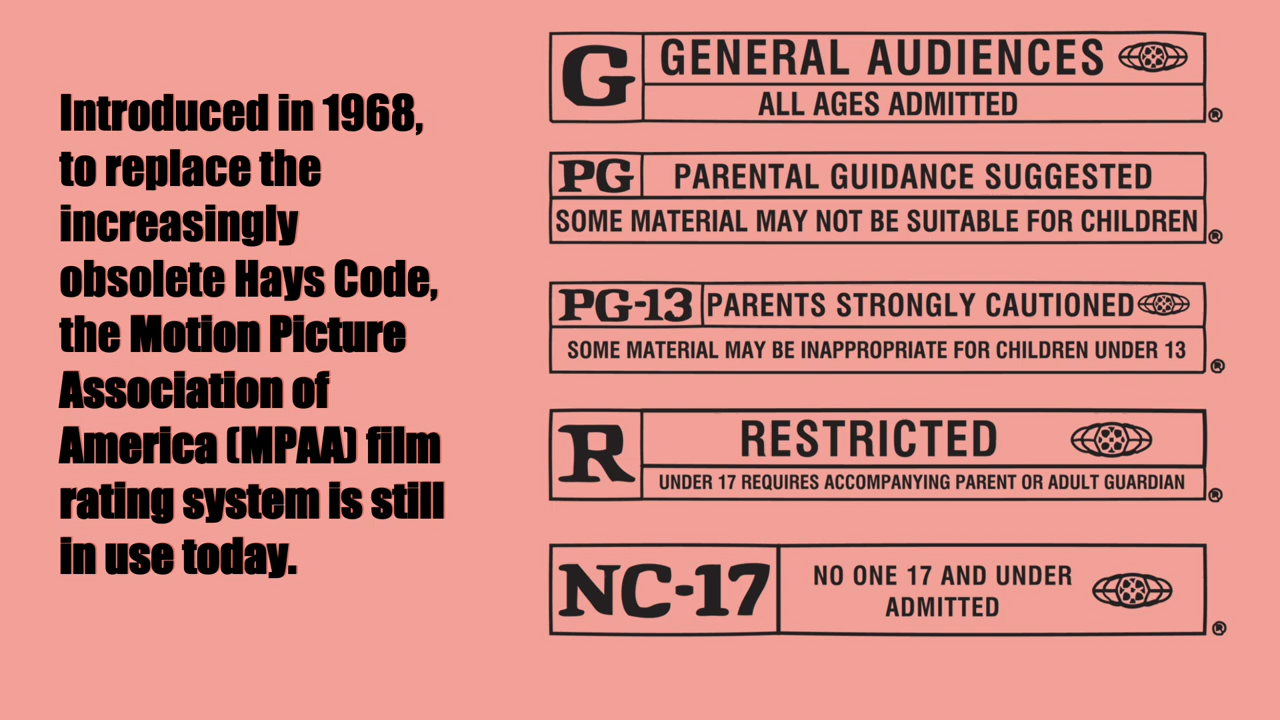 Introduced in 1968,
to replace the
increasingly
obsolete Hays Code,
the Motion Picture
Association of
America (MPAA) film
rating system is still
in use today.
G GENERAL AUDIENCES
ALL AGES ADMITTED
®
PG PARENTAL GUIDANCE SUGGESTED
SOME MATERIAL MAY NOT BE SUITABLE FOR CHILDREN
®
PG-13 PARENTS STRONGLY CAUTIONED
SOME MATERIAL MAY BE INAPPROPRIATE FOR CHILDREN UNDER 13
®
R RESTRICTED
UNDER 17 REQUIRES ACCOMPANYING PARENT OR ADULT GUARDIAN
®
NC-17 NO ONE 17 AND UNDER
ADMITTED
®